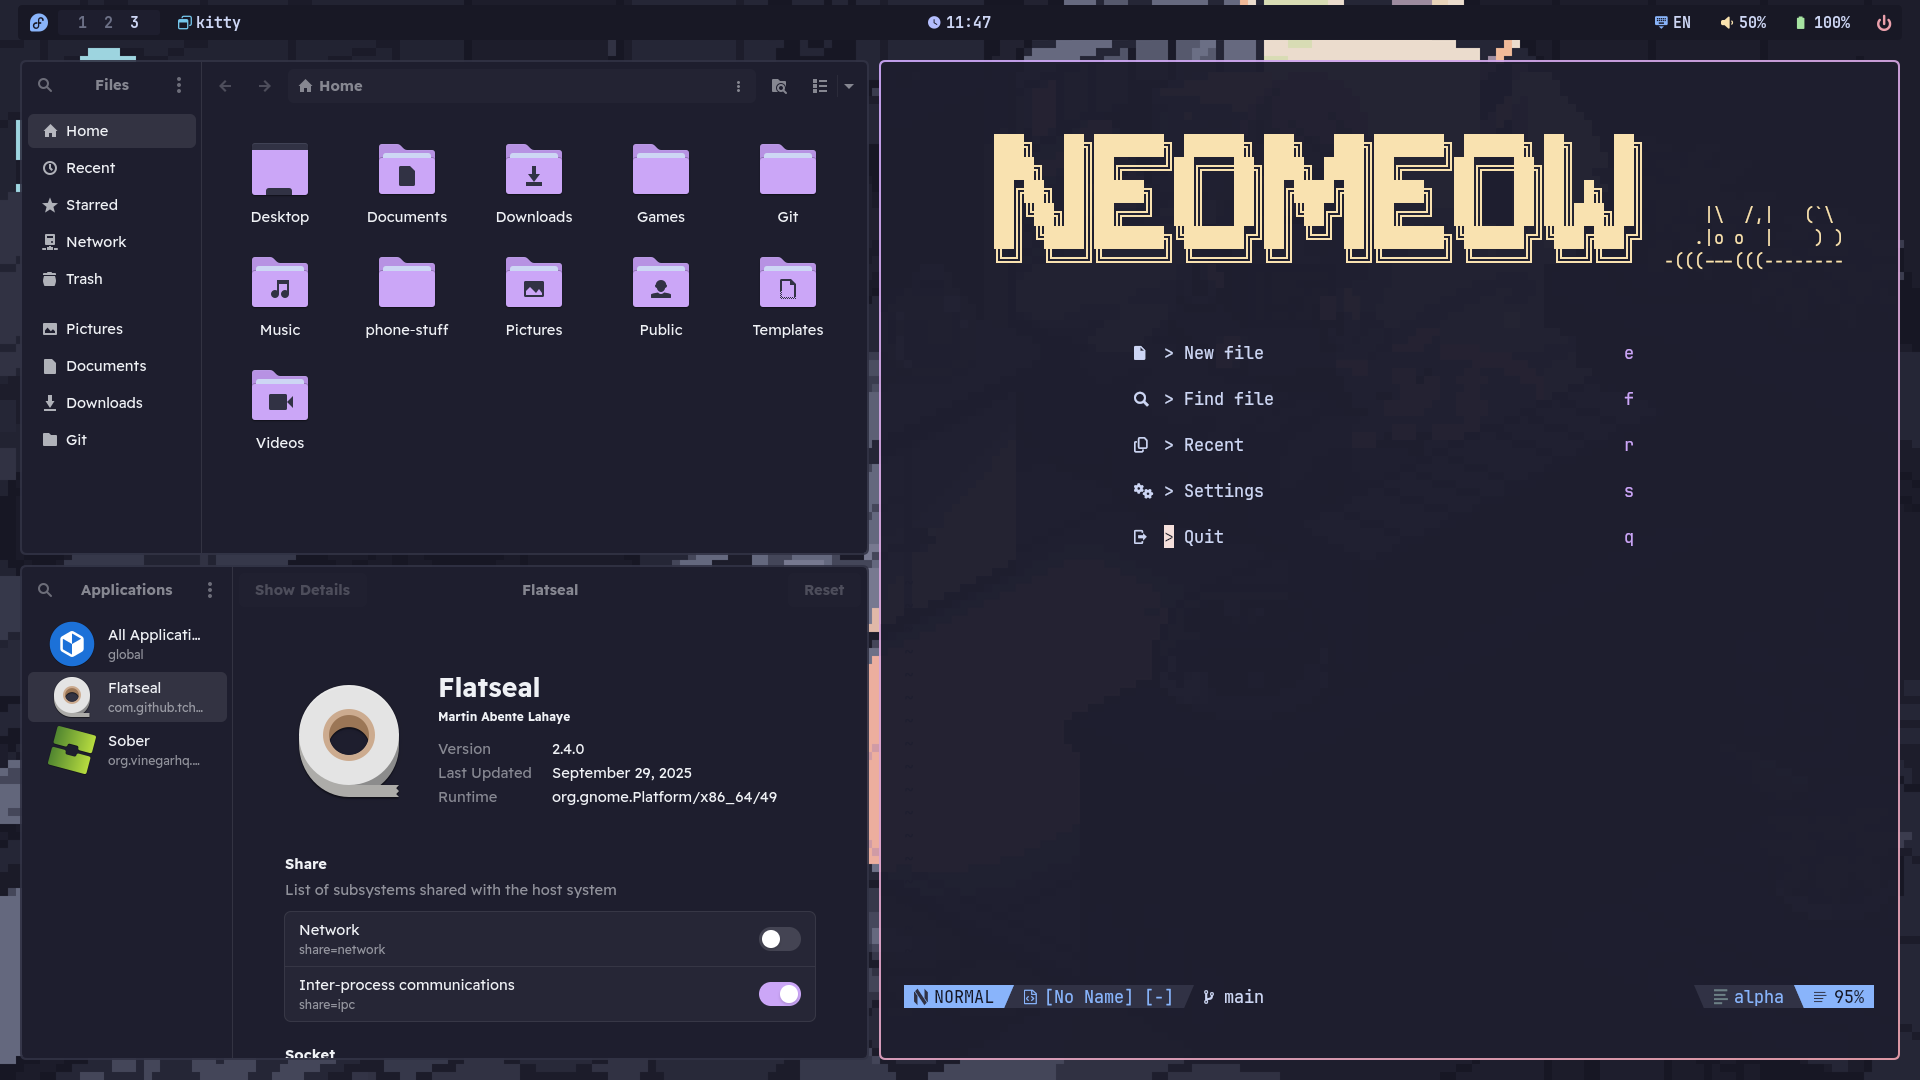 1 2 3 kitty 11:47 EN 50% 100%
Files
Home
Recent
Starred
Network
Trash
Pictures
Documents
Downloads
Git
Home
Desktop Documents Downloads Games Git
Music phone-stuff Pictures Public Templates
Videos
Applications
All Applicati...
global
Flatseal
com.github.tch...
Sober
org.vinegarhq....
Show Details Flatseal Reset
Flatseal
Martin Abente Lahaye
Version 2.4.0
Last Updated September 29, 2025
Runtime org.gnome.Platform/x86_64/49
Share
List of subsystems shared with the host system
Network
share=network
Inter-process communications
share=ipc
Socket
NEOMEOW
|\ /,| (`\
.|o o | ) )
-(((---(((--------
> New file e
> Find file f
> Recent r
> Settings s
> Quit q
NORMAL [No Name] [-] main alpha 95%